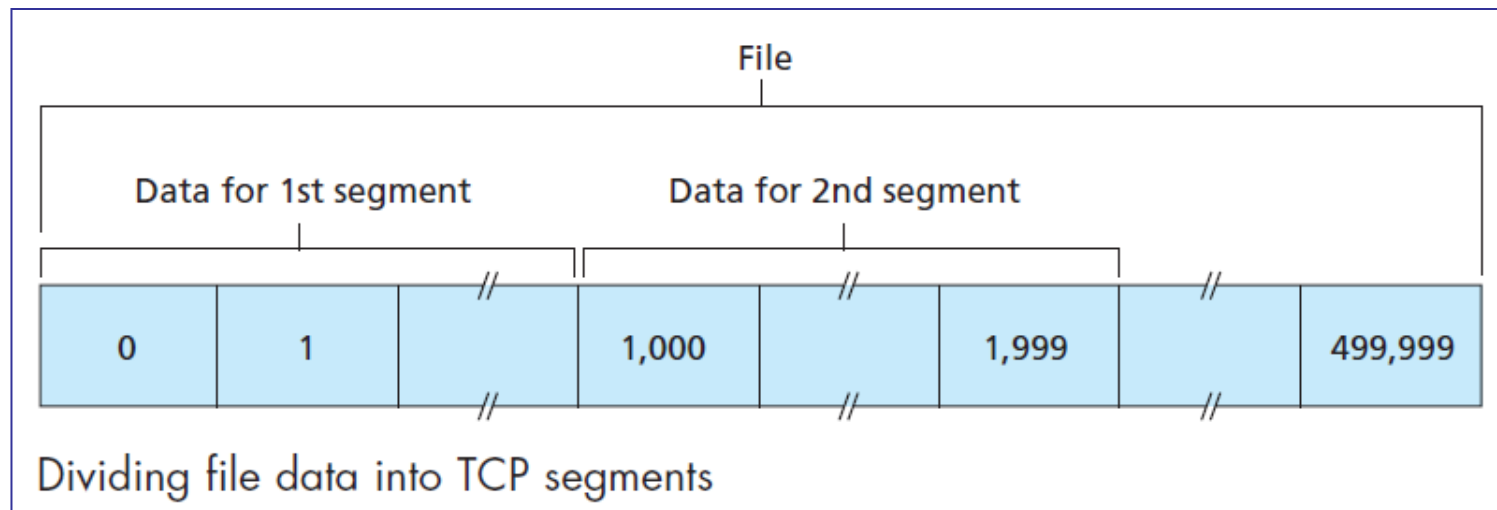 File
Data for 1st segment Data for 2nd segment
0 1 1,000 1,999 499,999
Dividing file data into TCP segments